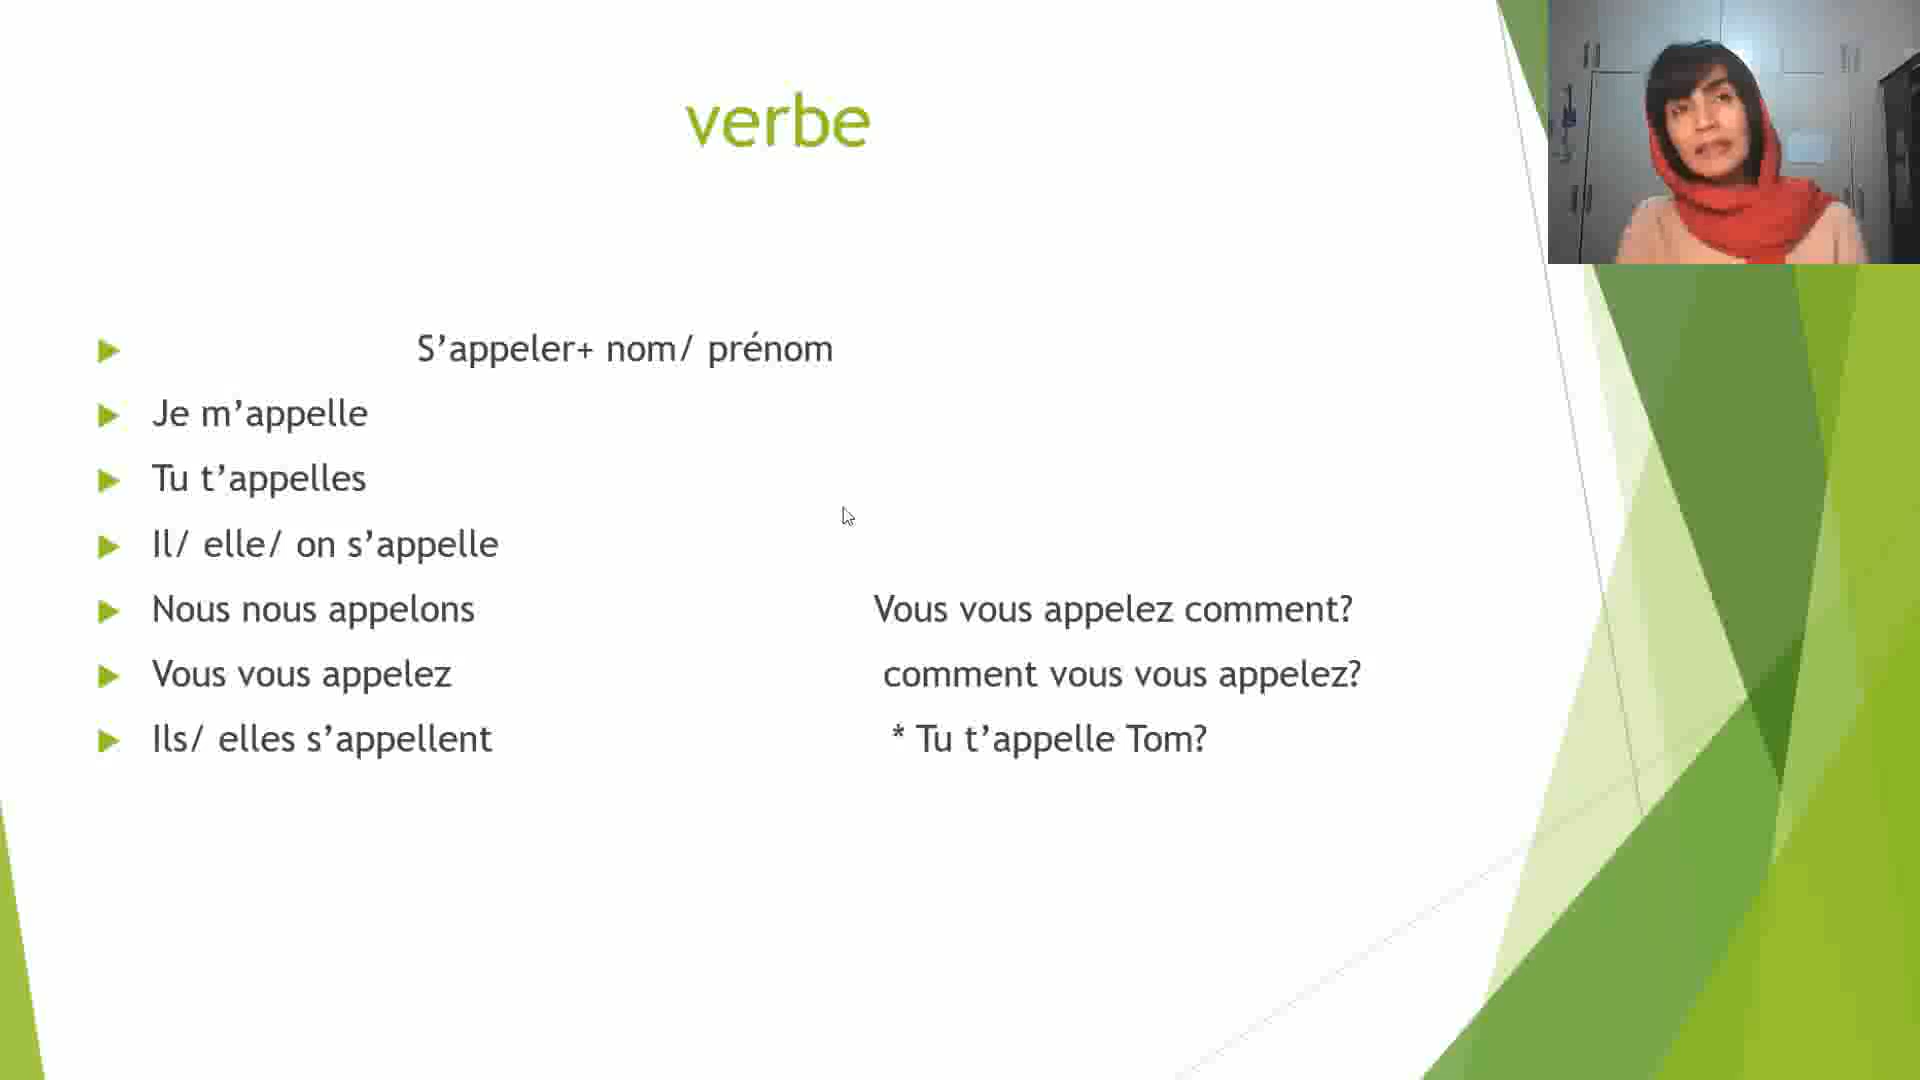 verbe
S’appeler+ nom/ prénom
Je m’appelle
Tu t’appelles
Il/ elle/ on s’appelle
Nous nous appelons
Vous vous appelez comment?
Vous vous appelez
comment vous vous appelez?
Ils/ elles s’appellent
* Tu t’appelle Tom?